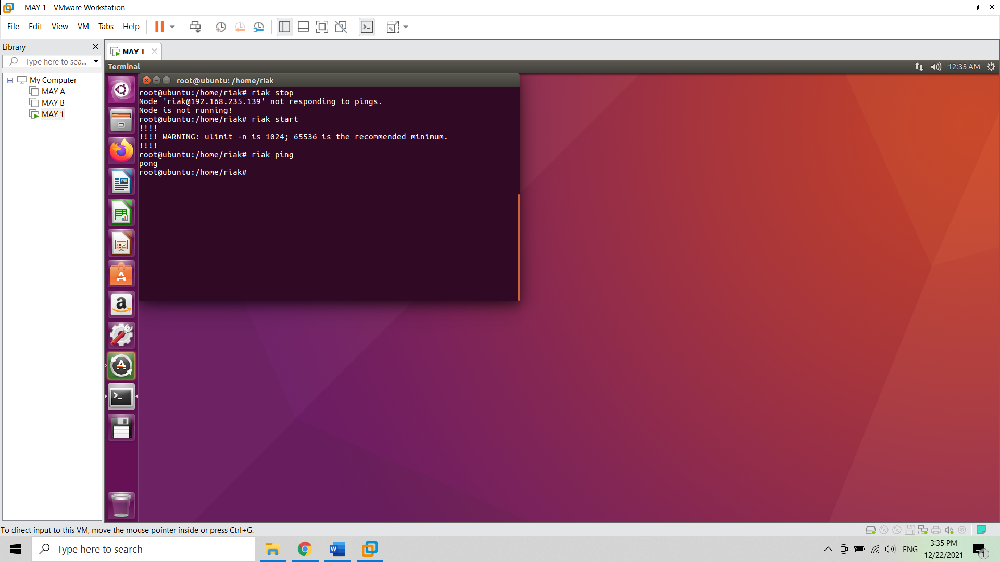 MAY 1 - VMware Workstation
File Edit View VM Tabs Help
Library
Type here to sea...
My Computer
MAY A
MAY B
MAY 1
MAY 1
Terminal
12:35 AM
root@ubuntu: /home/riak
root@ubuntu:/home/riak# riak stop
Node 'riak@192.168.235.139' not responding to pings.
Node is not running!
root@ubuntu:/home/riak# riak start
!!!!
!!!! WARNING: ulimit -n is 1024; 65536 is the recommended minimum.
!!!!
root@ubuntu:/home/riak# riak ping
pong
root@ubuntu:/home/riak#
To direct input to this VM, move the mouse pointer inside or press Ctrl+G.
Type here to search
ENG
3:35 PM
12/22/2021
1